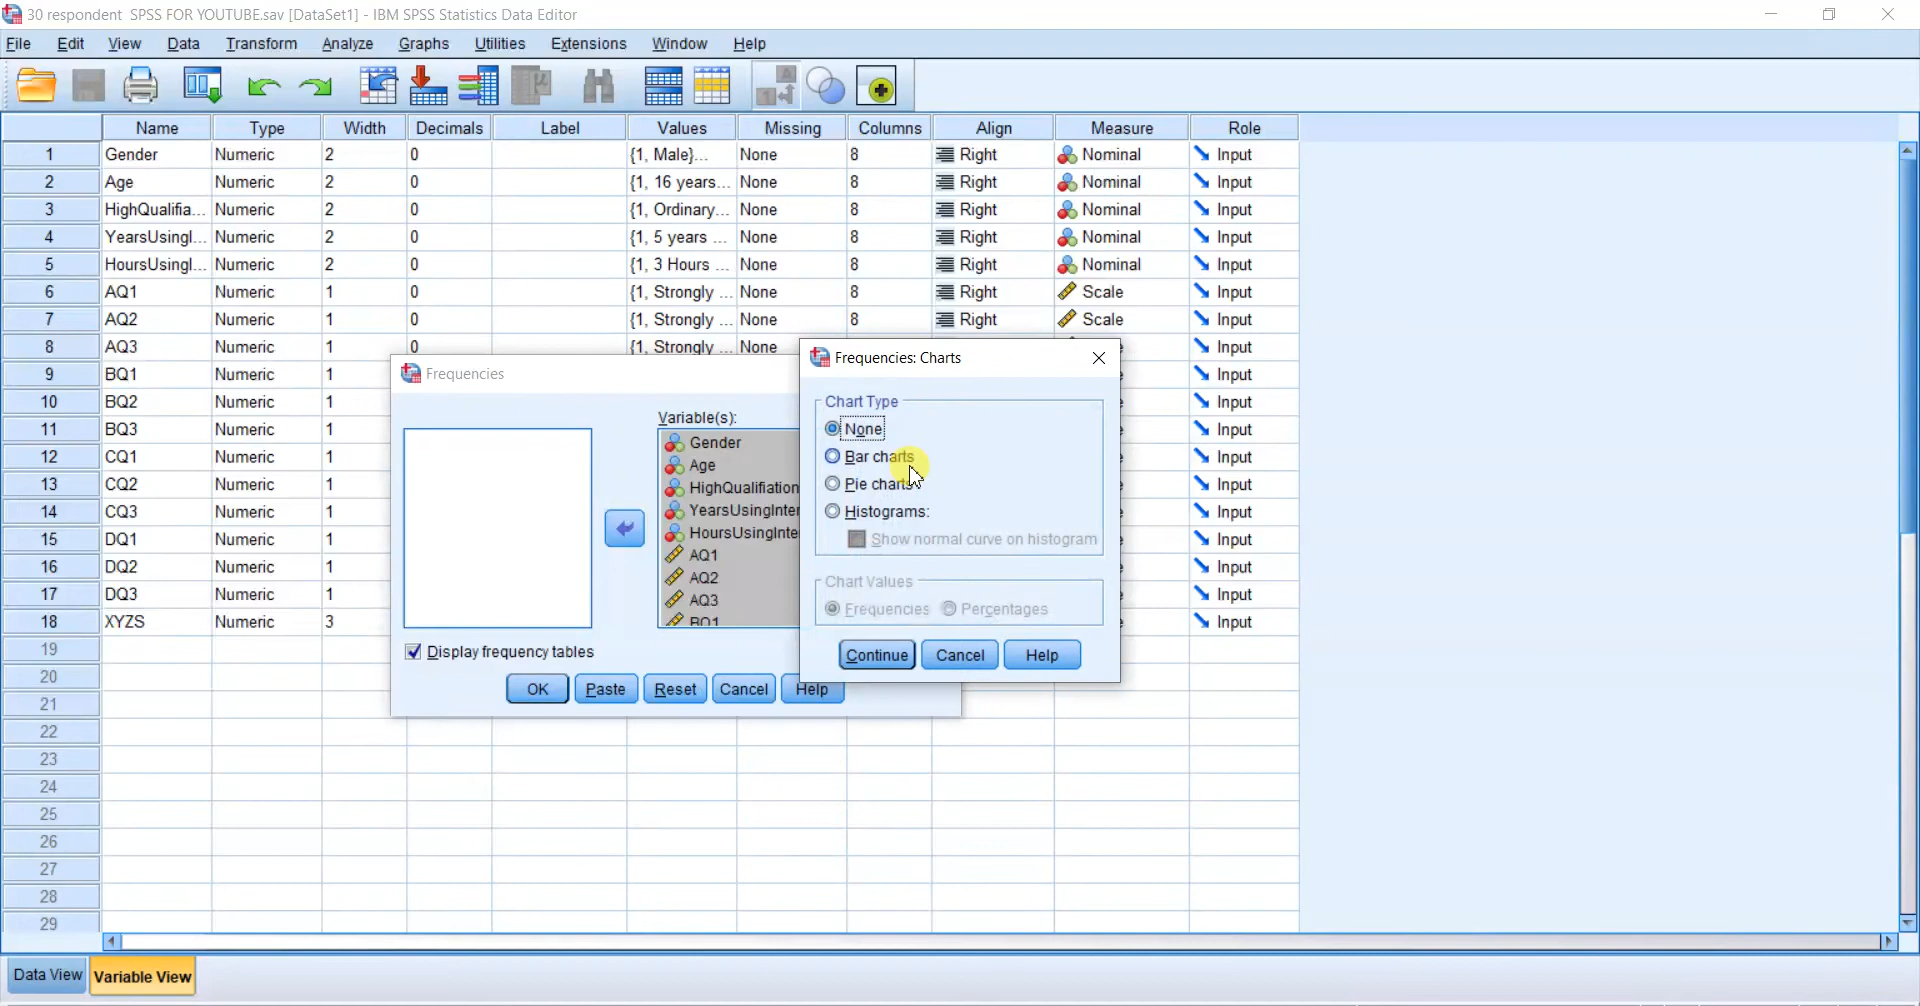 30 respondent  SPSS FOR YOUTUBE.sav [DataSet1] - IBM SPSS Statistics Data Editor
File Edit View Data Transform Analyze Graphs Utilities Extensions Window Help
Name Type Width Decimals Label Values Missing Columns Align Measure Role
1 Gender Numeric 2 0 {1, Male}... None 8 Right Nominal Input
2 Age Numeric 2 0 {1, 16 years... None 8 Right Nominal Input
3 HighQualifia... Numeric 2 0 {1, Ordinary... None 8 Right Nominal Input
4 YearsUsingI... Numeric 2 0 {1, 5 years ... None 8 Right Nominal Input
5 HoursUsingI... Numeric 2 0 {1, 3 Hours ... None 8 Right Nominal Input
6 AQ1 Numeric 1 0 {1, Strongly ... None 8 Right Scale Input
7 AQ2 Numeric 1 0 {1, Strongly ... None 8 Right Scale Input
8 AQ3 Numeric 1 0 {1, Strongly ... None Input
9 BQ1 Numeric 1 Input
10 BQ2 Numeric 1 Input
11 BQ3 Numeric 1 Input
12 CQ1 Numeric 1 Input
13 CQ2 Numeric 1 Input
14 CQ3 Numeric 1 Input
15 DQ1 Numeric 1 Input
16 DQ2 Numeric 1 Input
17 DQ3 Numeric 1 Input
18 XYZS Numeric 3 Input
19
20
21
22
23
24
25
26
27
28
29
Frequencies
Variable(s):
Gender
Age
HighQualifiation
YearsUsingInter
HoursUsingInte
AQ1
AQ2
AQ3
BQ1
Display frequency tables
OK Paste Reset Cancel Help
Frequencies: Charts
Chart Type
None
Bar charts
Pie charts
Histograms:
Show normal curve on histogram
Chart Values
Frequencies Percentages
Continue Cancel Help
Data View Variable View